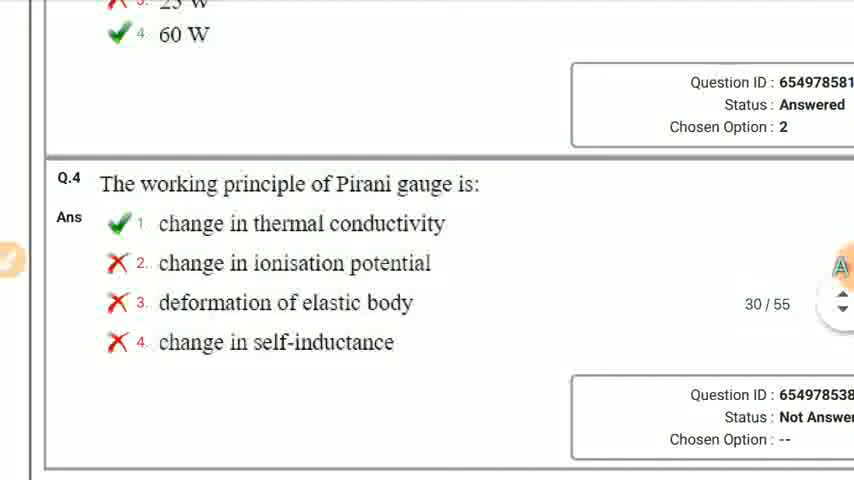 3. 25 W
4 60 W
Question ID : 654978581
Status : Answered
Chosen Option : 2
Q.4 The working principle of Pirani gauge is:
Ans 1 change in thermal conductivity
2. change in ionisation potential
3. deformation of elastic body
4. change in self-inductance
30 / 55
A
Question ID : 654978538
Status : Not Answer
Chosen Option : --